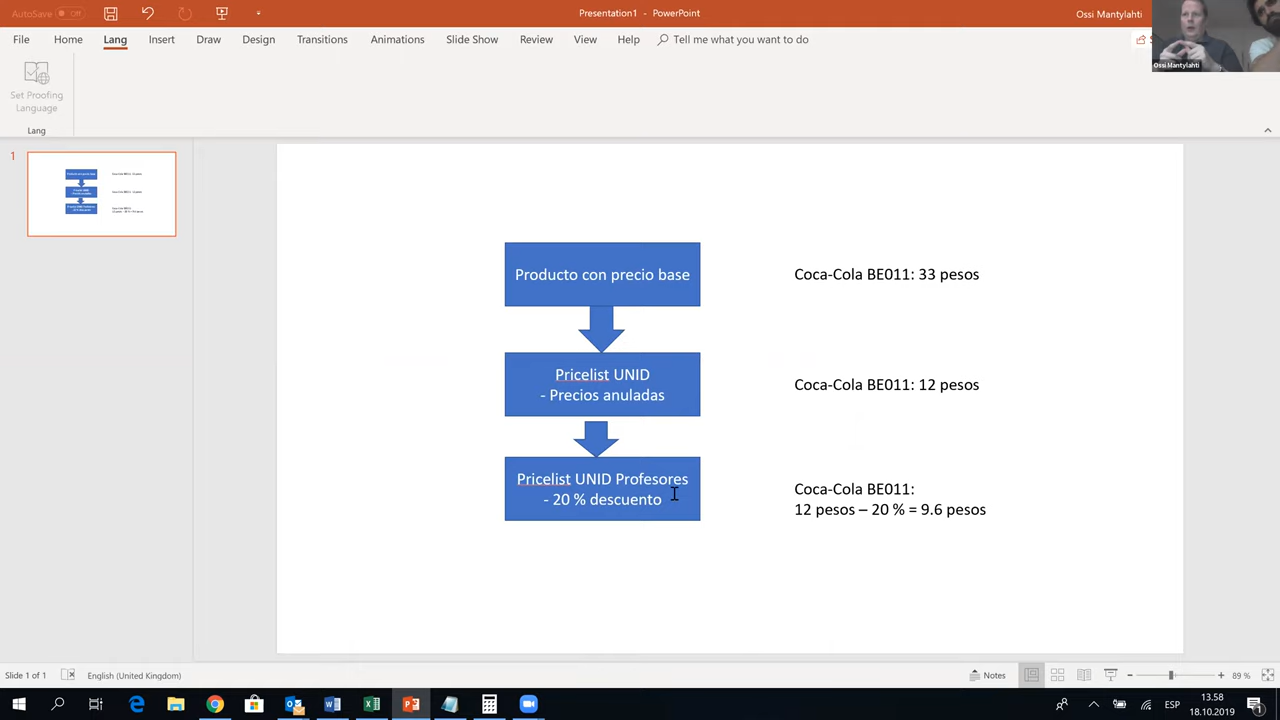 AutoSave Off
Presentation1 - PowerPoint
Ossi Mantylahti
File Home Lang Insert Draw Design Transitions Animations Slide Show Review View Help Tell me what you want to do
Ossi Mantylahti
Set Proofing
Language
Lang
1
Producto con precio base
Coca-Cola BE011: 33 pesos
Pricelist UNID
- Precios anuladas
Coca-Cola BE011: 12 pesos
Pricelist UNID Profesores
- 20 % descuento
Coca-Cola BE011:
12 pesos – 20 % = 9.6 pesos
Slide 1 of 1
English (United Kingdom)
Notes
89 %
ESP
13.58
18.10.2019